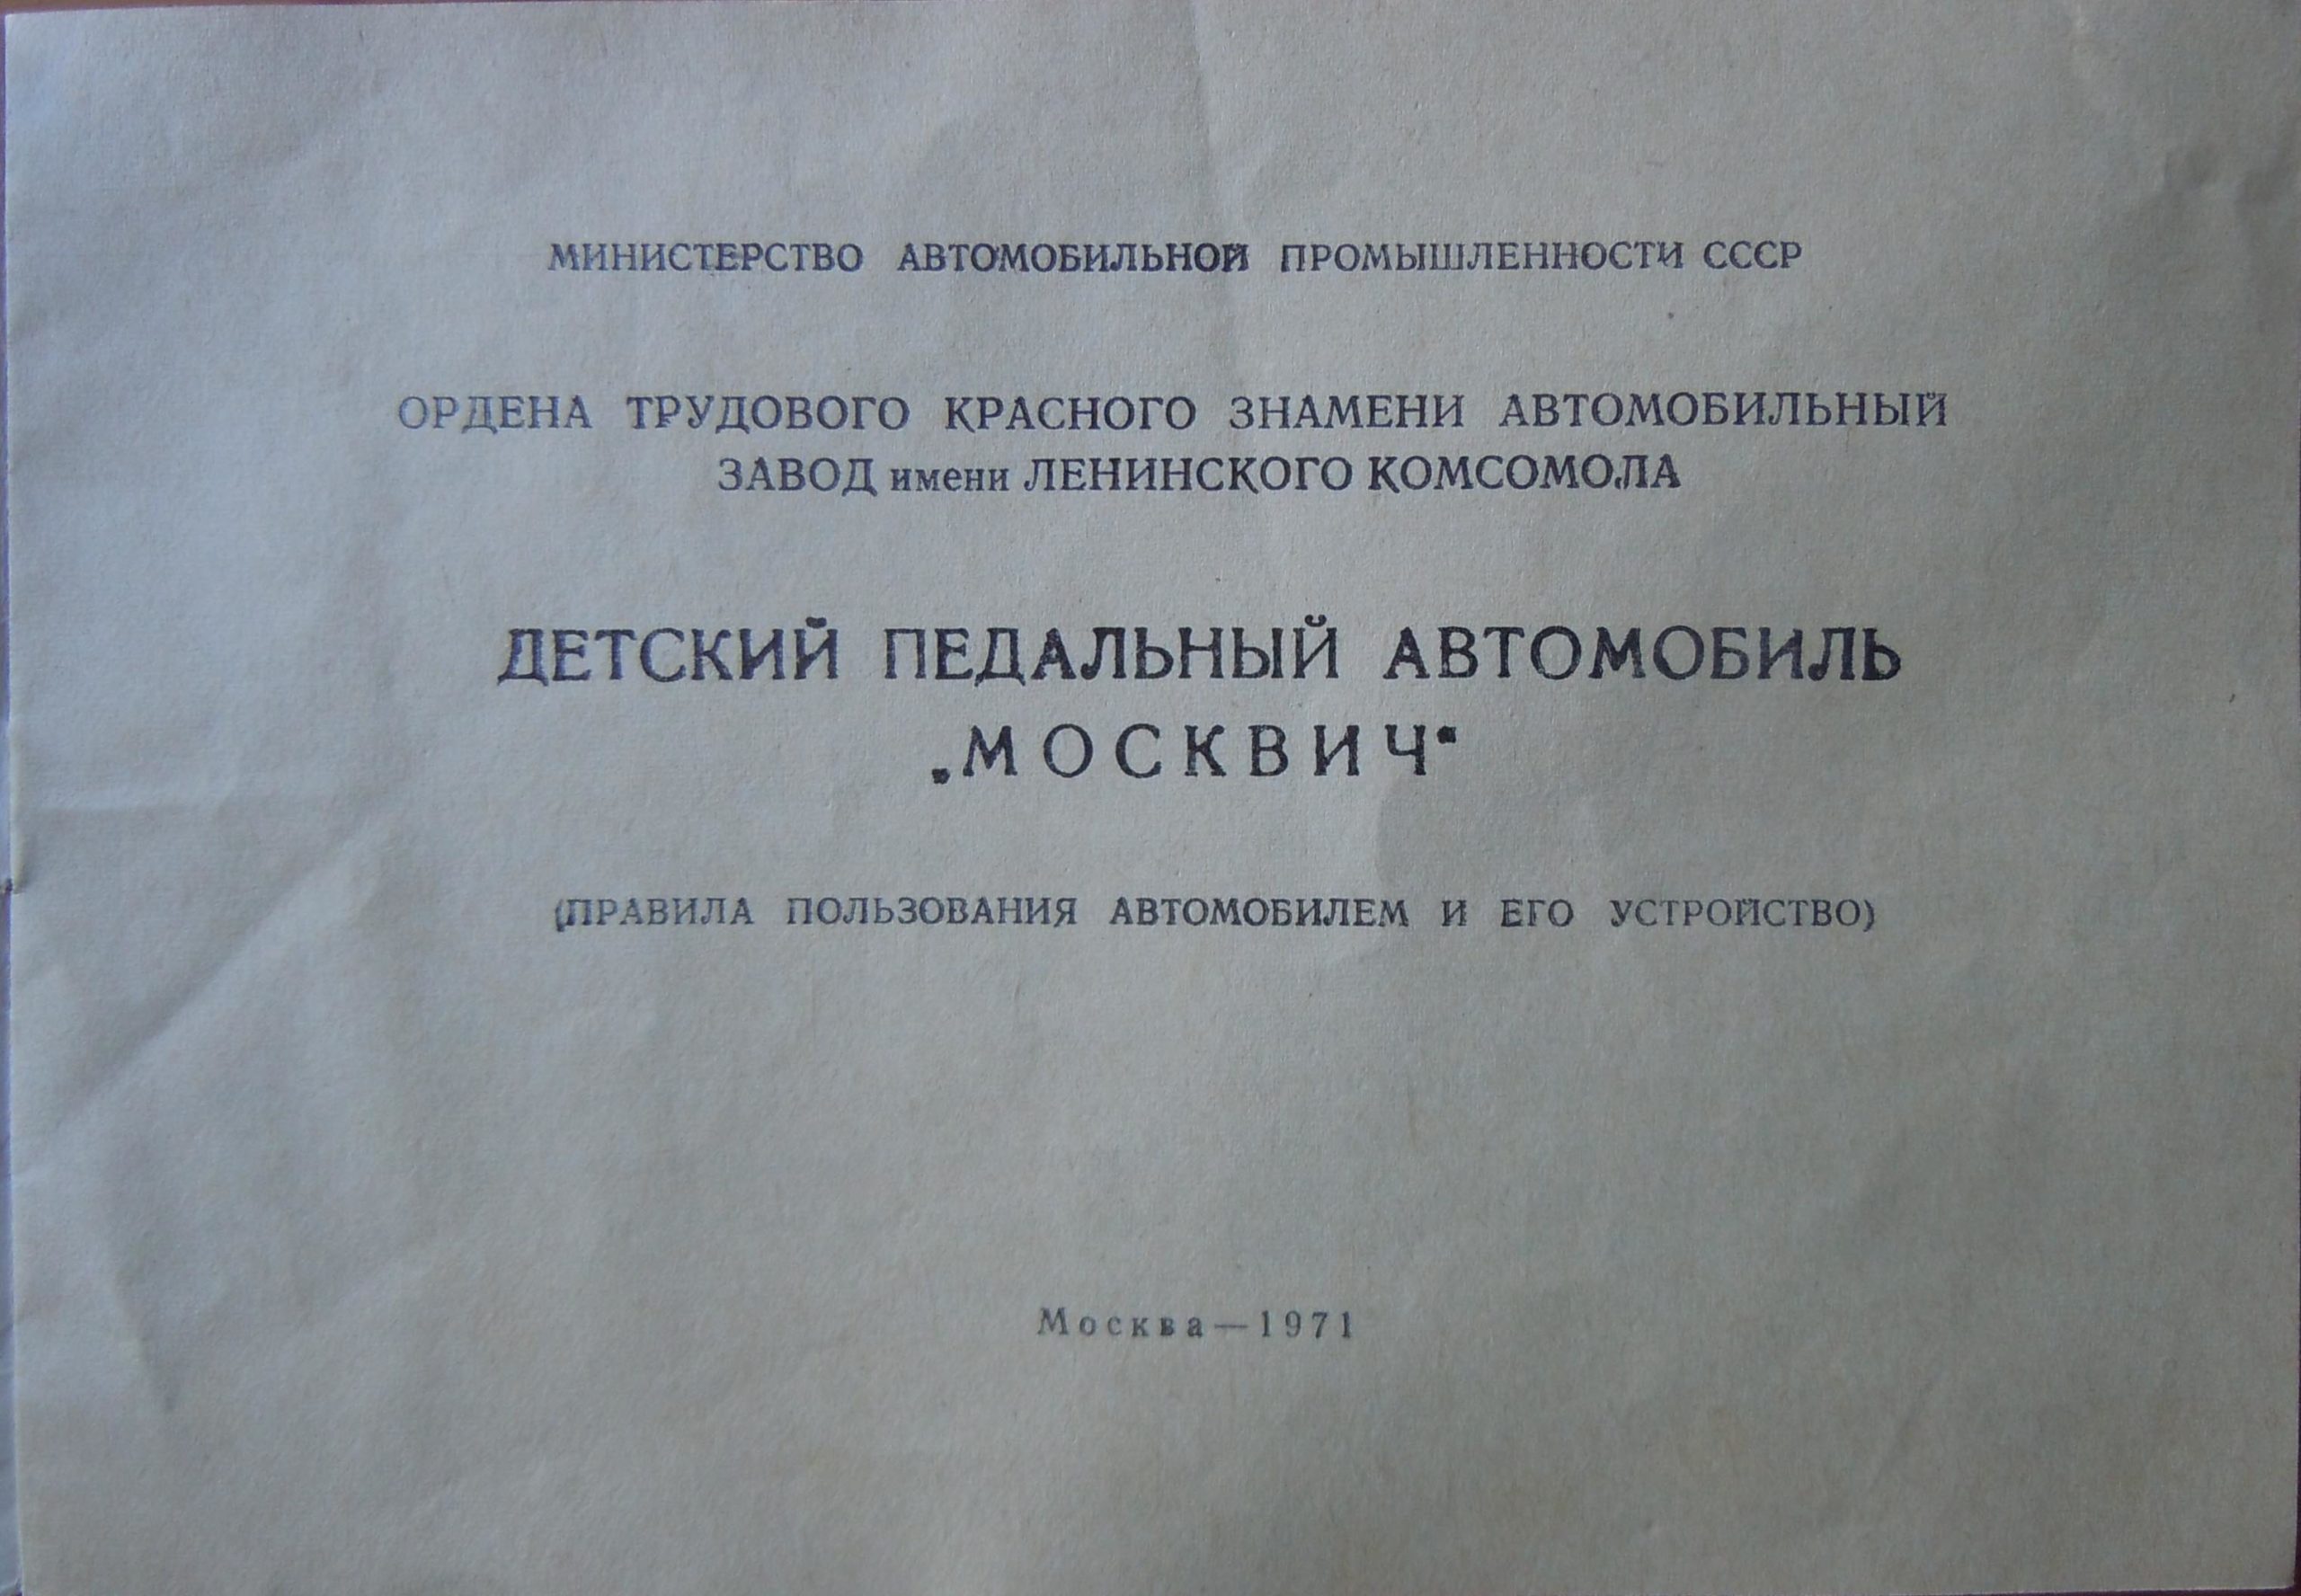 МИНИСТЕРСТВО АВТОМОБИЛЬНОЙ ПРОМЫШЛЕННОСТИ СССР
ОРДЕНА ТРУДОВОГО КРАСНОГО ЗНАМЕНИ АВТОМОБИЛЬНЫЙ
ЗАВОД имени ЛЕНИНСКОГО КОМСОМОЛА
ДЕТСКИЙ ПЕДАЛЬНЫЙ АВТОМОБИЛЬ
„МОСКВИЧ“
(ПРАВИЛА ПОЛЬЗОВАНИЯ АВТОМОБИЛЕМ И ЕГО УСТРОЙСТВО)
Москва—1971